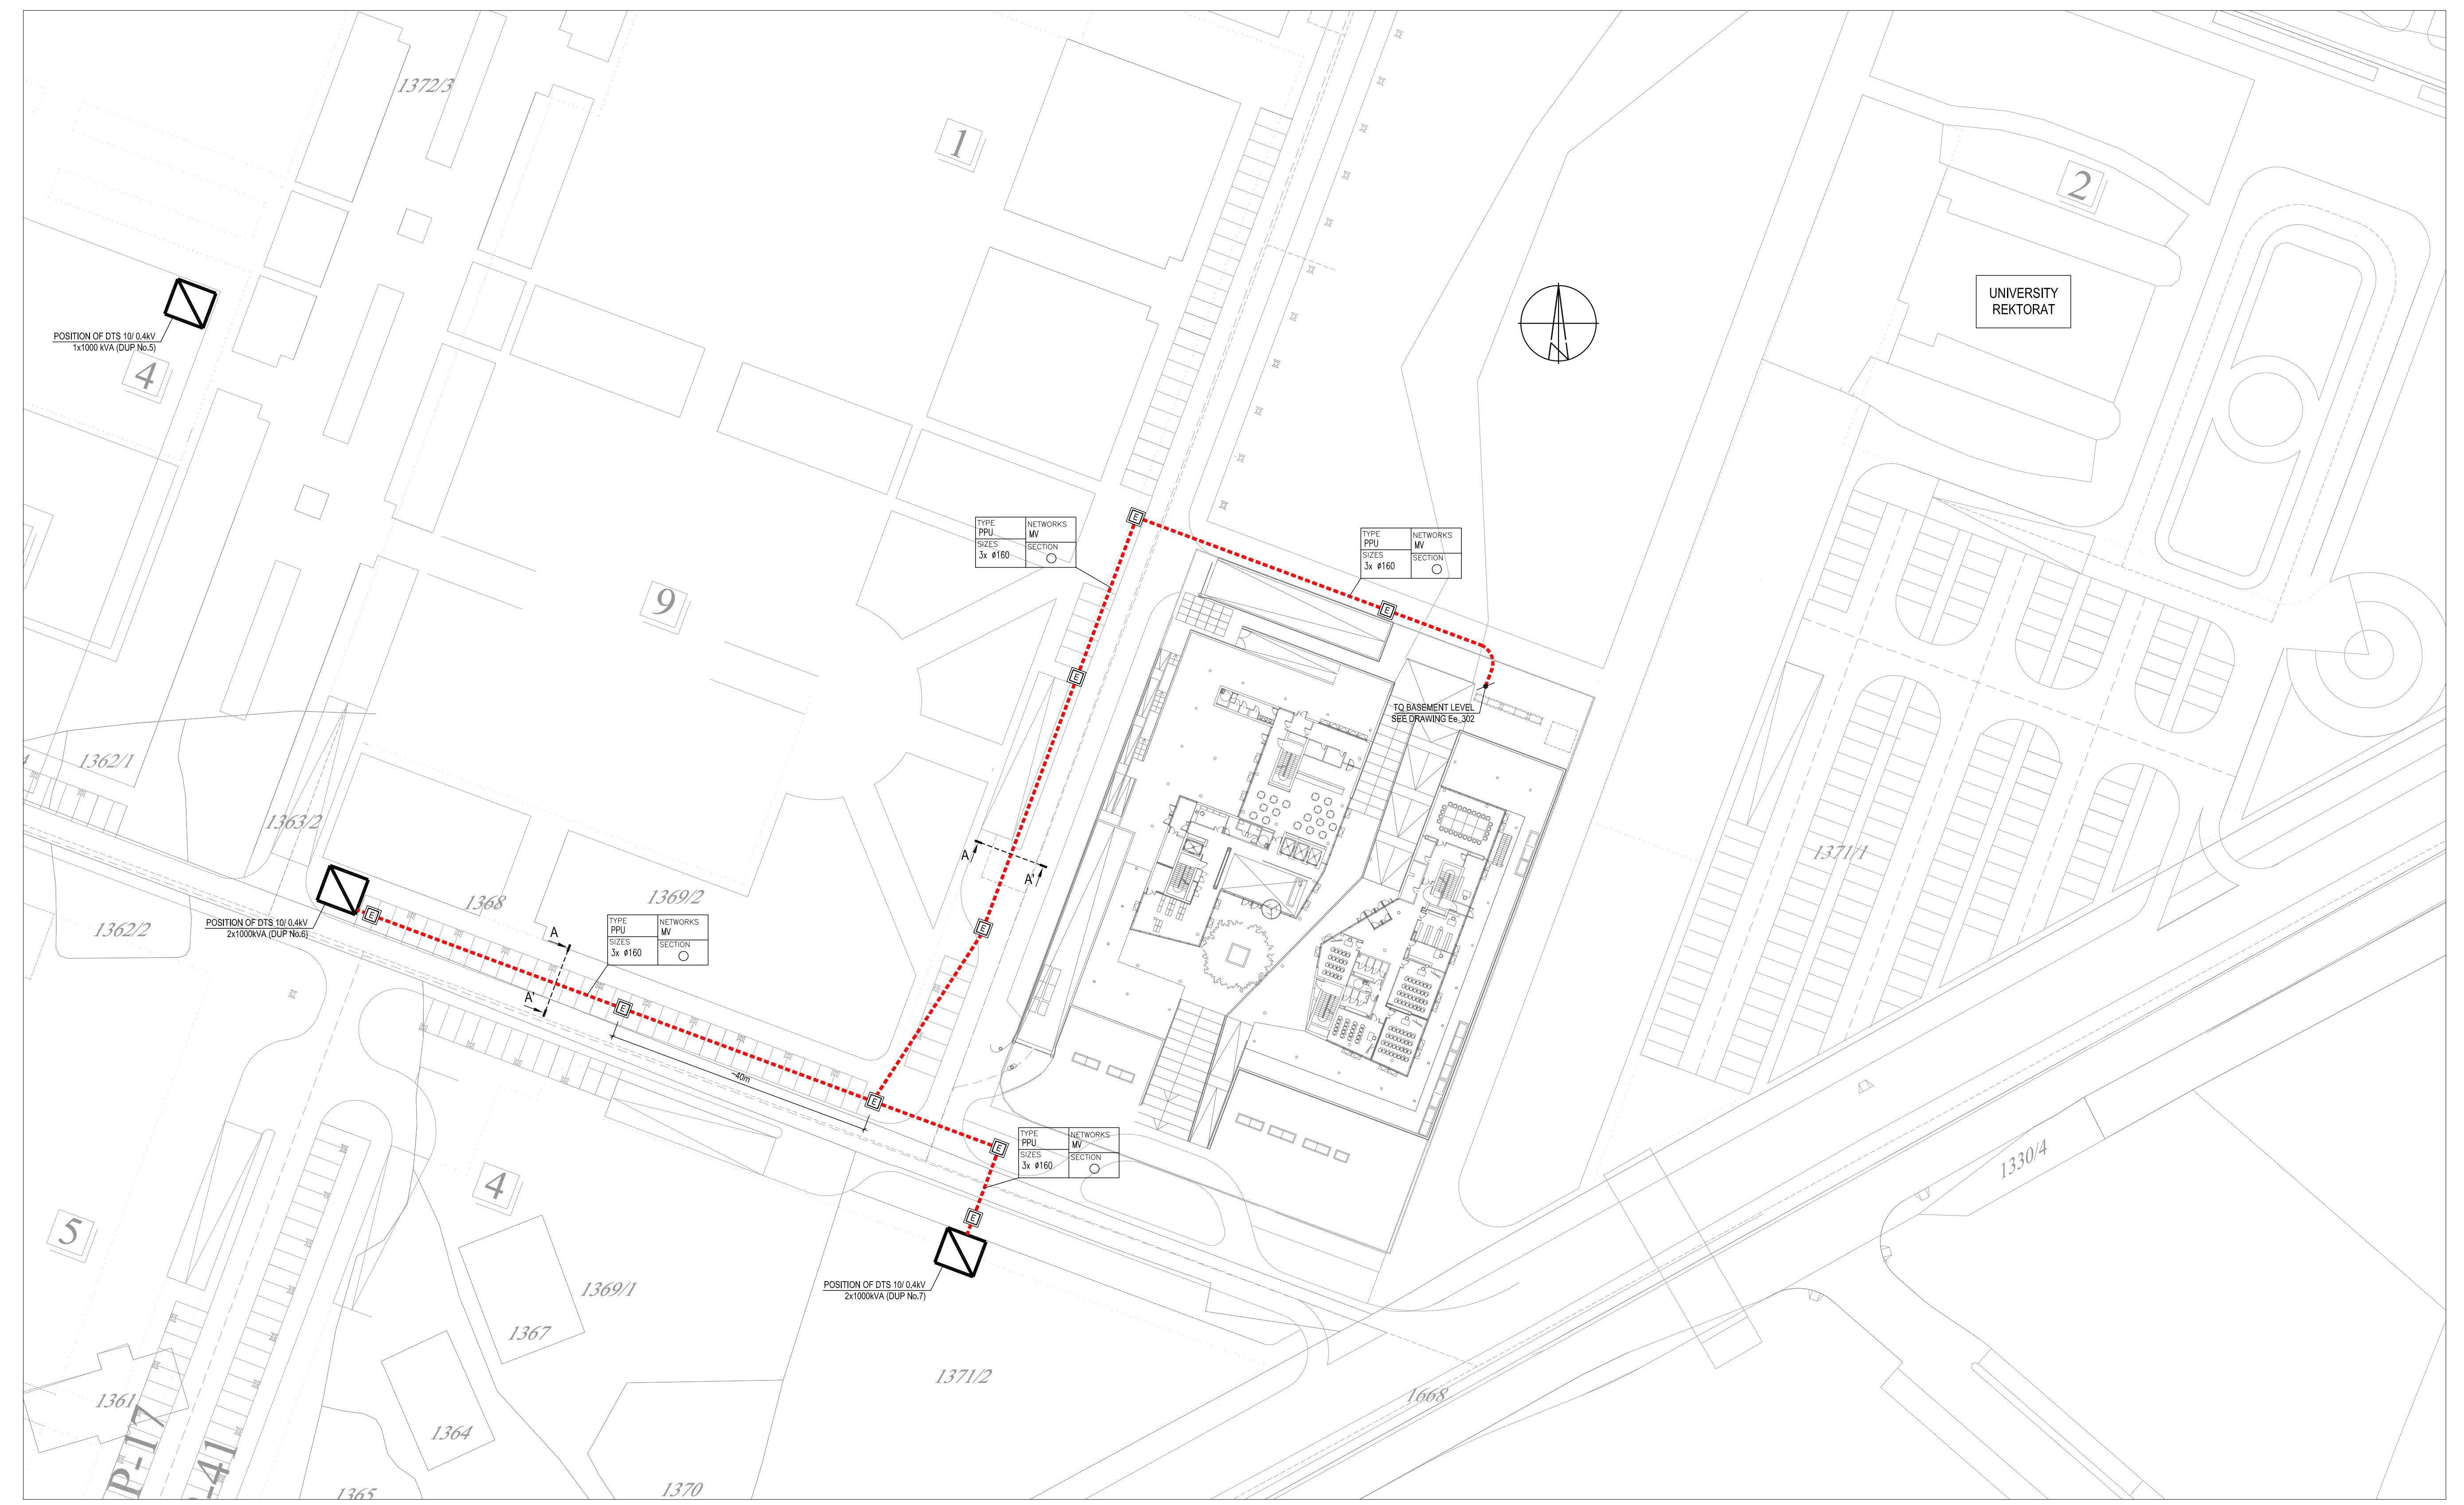 1372/3
1
2
UNIVERSITY
REKTORAT
POSITION OF DTS 10/ 0.4kV
1x1000 kVA (DUP No.5)
4
N
E
TYPE
PPU
NETWORKS
MV
SIZES
3x ø160
SECTION
TYPE
PPU
NETWORKS
MV
SIZES
3x ø160
SECTION
9
E
E
TO BASEMENT LEVEL
SEE DRAWING Ee_302
1362/1
1363/2
A
A'
1371/1
1368
1369/2
E
POSITION OF DTS 10/ 0.4kV
2x1000kVA (DUP No.6)
1362/2
TYPE
PPU
NETWORKS
MV
SIZES
3x ø160
SECTION
E
A
A'
E
~40m
E
E
TYPE
PPU
NETWORKS
MV
SIZES
3x ø160
SECTION
1330/4
4
5
E
POSITION OF DTS 10/ 0.4kV
2x1000kVA (DUP No.7)
1369/1
1367
1371/2
1361
1668
1364
P-17
-41
1365
1370